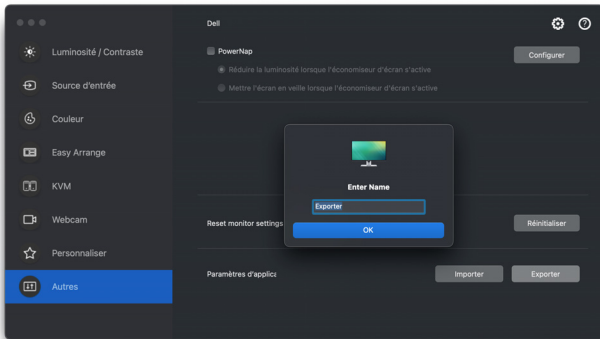 Dell
Luminosité / Contraste
PowerNap
Configurer
Réduire la luminosité lorsque l'économiseur d'écran s'active
Source d'entrée
Mettre l'écran en veille lorsque l'économiseur d'écran s'active
Couleur
Easy Arrange
KVM
Enter Name
Exporter
OK
Webcam
Reset monitor settings
Réinitialiser
Personnaliser
Paramètres d'applica
Importer
Exporter
Autres